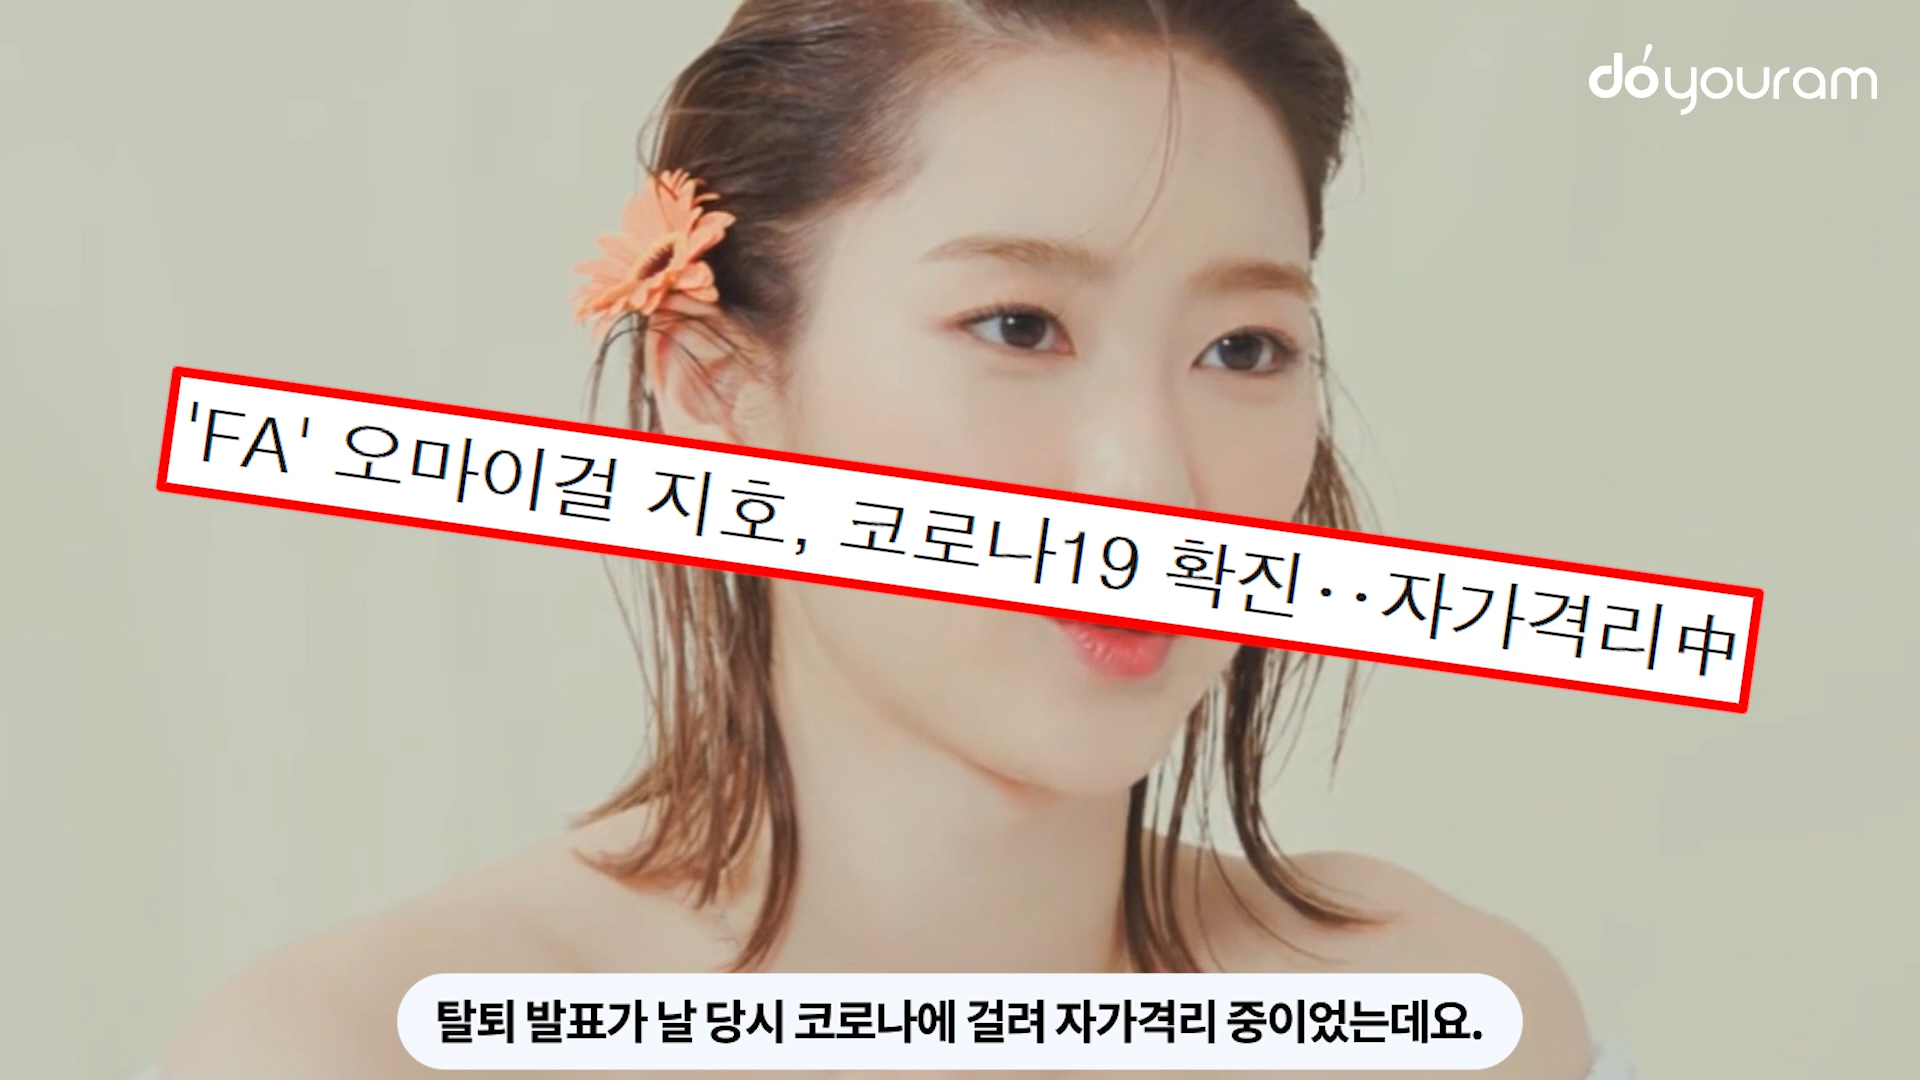 doyouram
'FA' 오마이걸 지호, 코로나19 확진‥자가격리中
탈퇴 발표가 날 당시 코로나에 걸려 자가격리 중이었는데요.